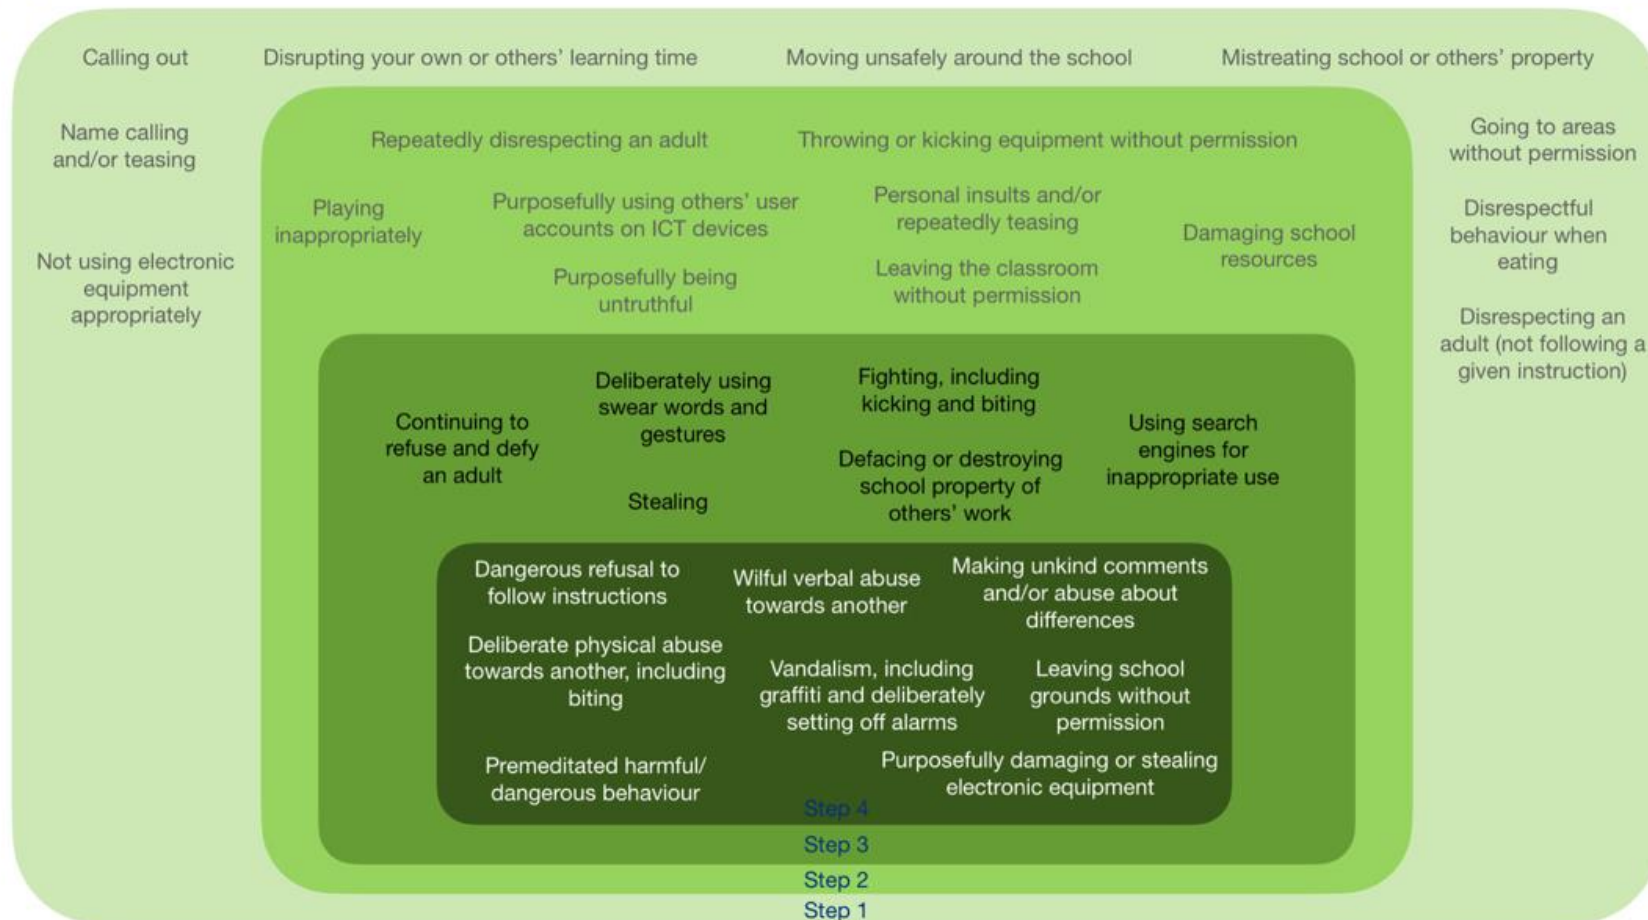 Calling out
Disrupting your own or others' learning time
Moving unsafely around the school
Mistreating school or others' property
Name calling
and/or teasing
Not using electronic
equipment
appropriately
Going to areas
without permission
Disrespectful
behaviour when
eating
Disrespecting an
adult (not following a
given instruction)
Repeatedly disrespecting an adult
Throwing or kicking equipment without permission
Playing
inappropriately
Purposefully using others' user
accounts on ICT devices
Personal insults and/or
repeatedly teasing
Damaging school
resources
Purposefully being
untruthful
Leaving the classroom
without permission
Continuing to
refuse and defy
an adult
Deliberately using
swear words and
gestures
Fighting, including
kicking and biting
Using search
engines for
inappropriate use
Stealing
Defacing or destroying
school property of
others' work
Dangerous refusal to
follow instructions
Wilful verbal abuse
towards another
Making unkind comments
and/or abuse about
differences
Deliberate physical abuse
towards another, including
biting
Vandalism, including
graffiti and deliberately
setting off alarms
Leaving school
grounds without
permission
Premeditated harmful/
dangerous behaviour
Purposefully damaging or stealing
electronic equipment
Step 4
Step 3
Step 2
Step 1